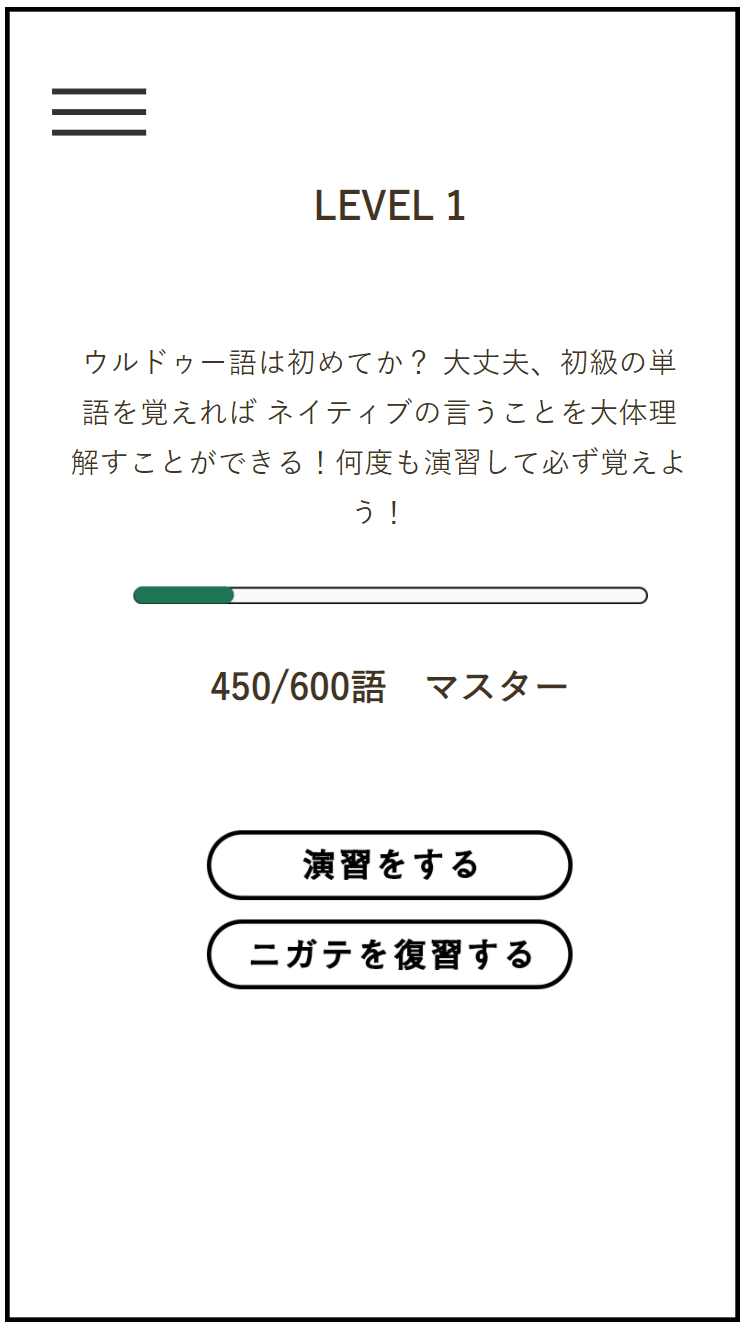 LEVEL 1
ウルドゥー語は初めてか？ 大丈夫、初級の単
語を覚えれば ネイティブの言うことを大体理
解すことができる！何度も演習して必ず覚えよ
う！
450/600語　マスター
演習をする
ニガテを復習する